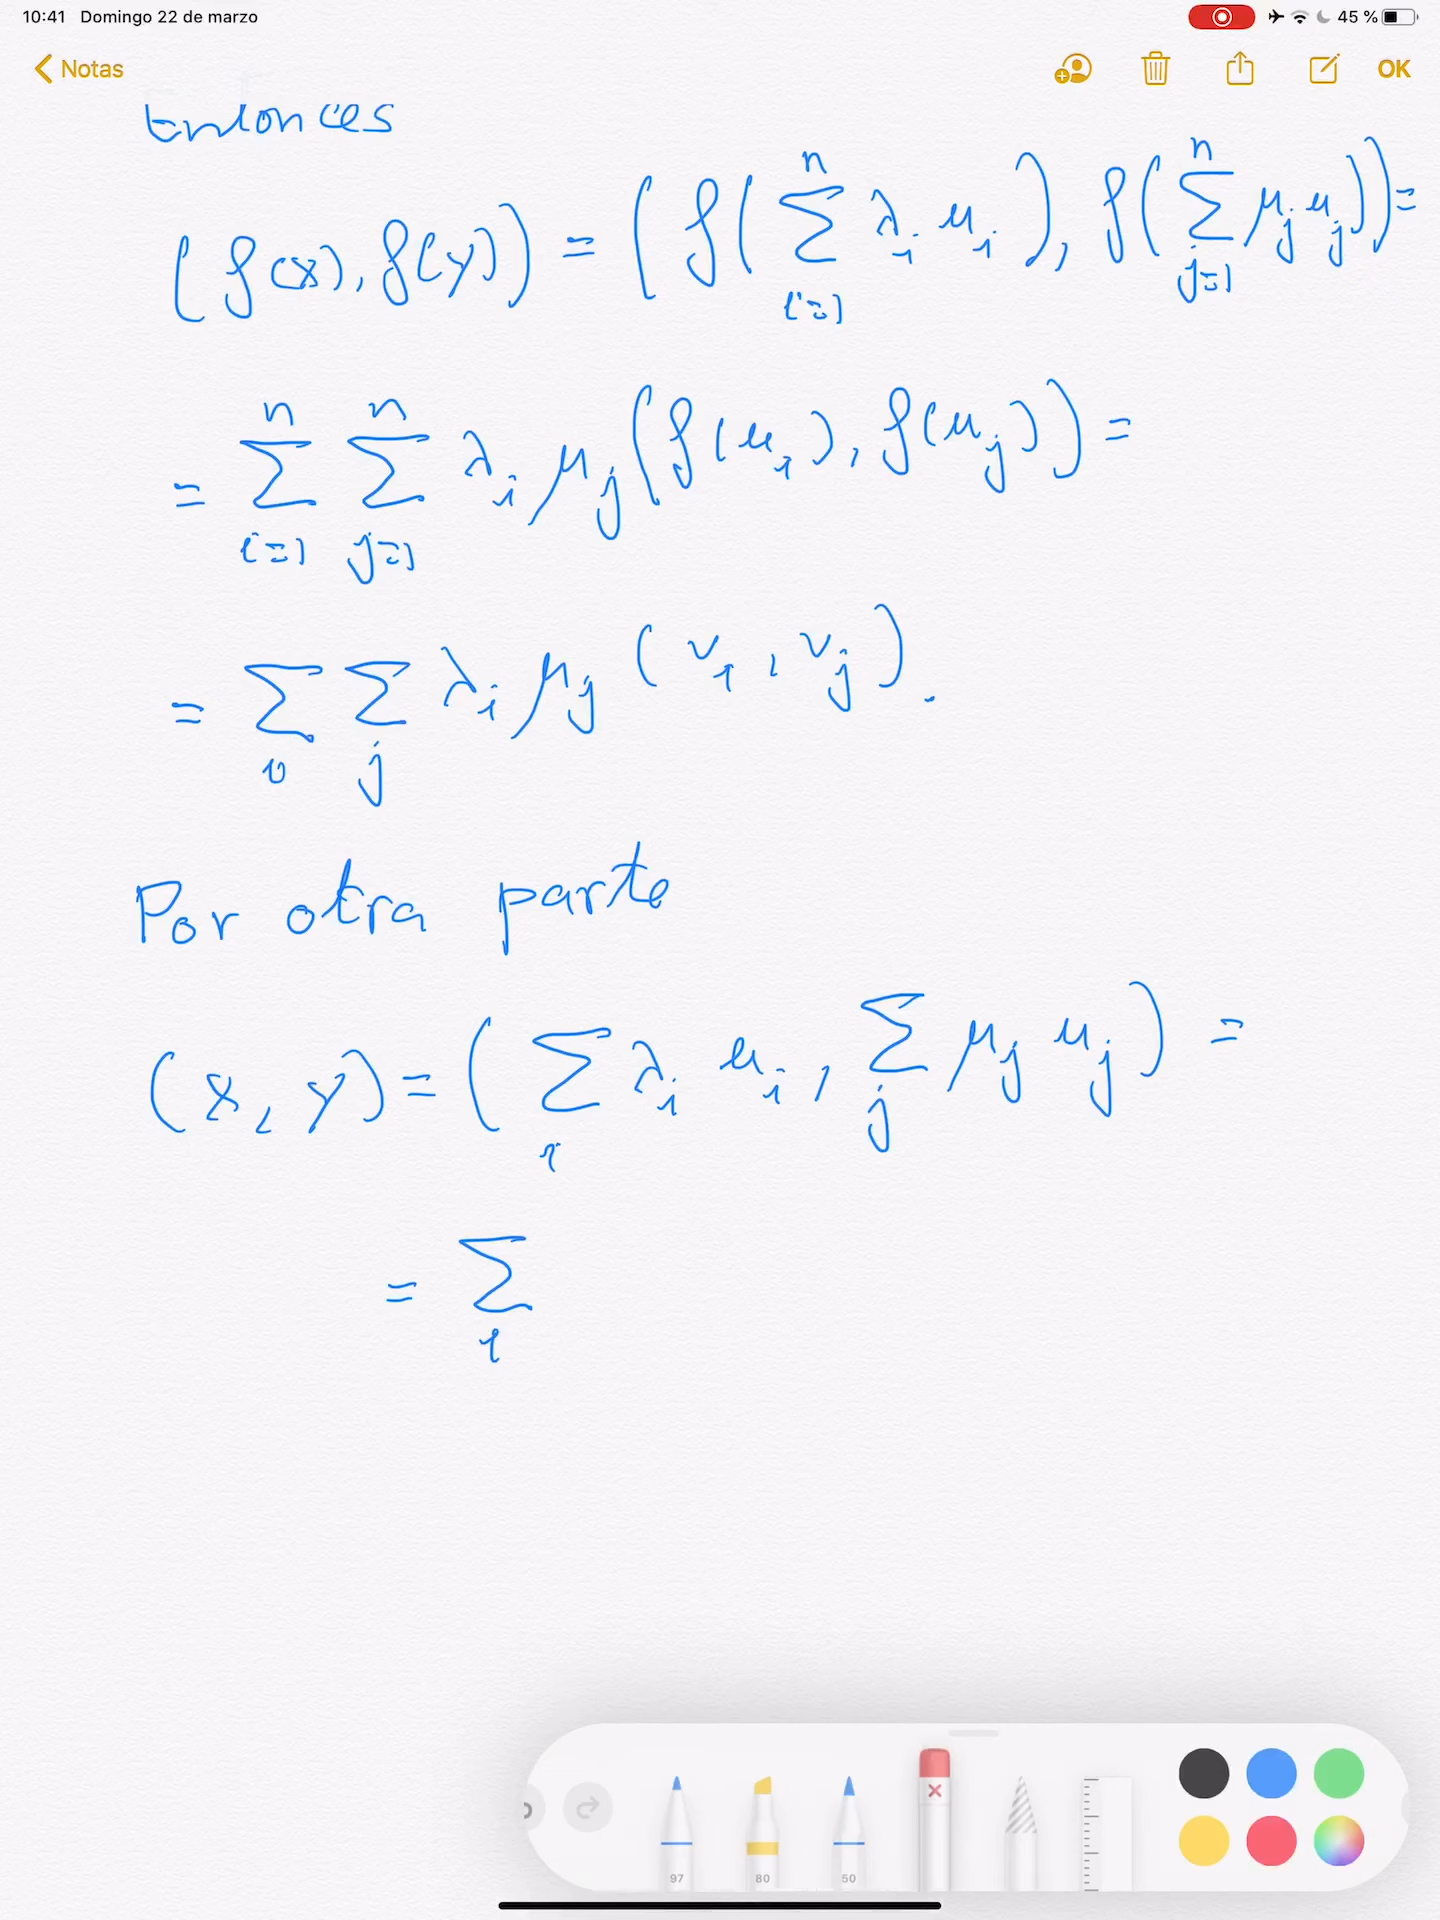 10:41 Domingo 22 de marzo 45 %
Notas OK
Entonces
(f(x), f(y)) = (f(∑_{i=1}^{n} λ_i u_i), f(∑_{j=1}^{n} μ_j u_j)) =
= ∑_{i=1}^{n} ∑_{j=1}^{n} λ_i μ_j (f(u_i), f(u_j)) =
= ∑_i ∑_j λ_i μ_j (v_i, v_j).
Por otra parte
(x, y) = (∑_i λ_i u_i, ∑_j μ_j u_j) =
= ∑_i
97 80 50